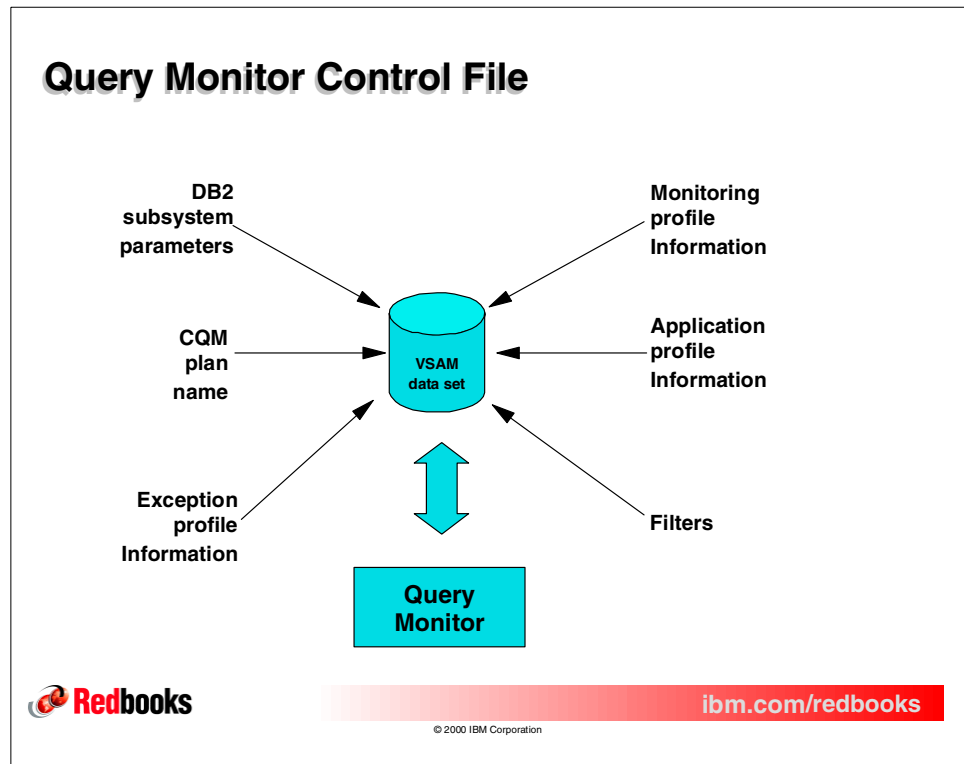 Query Monitor Control File
DB2
subsystem
parameters
Monitoring
profile
Information
CQM
plan
name
VSAM
data set
Application
profile
Information
Exception
profile
Information
Filters
Query
Monitor
Redbooks
ibm.com/redbooks
© 2000 IBM Corporation